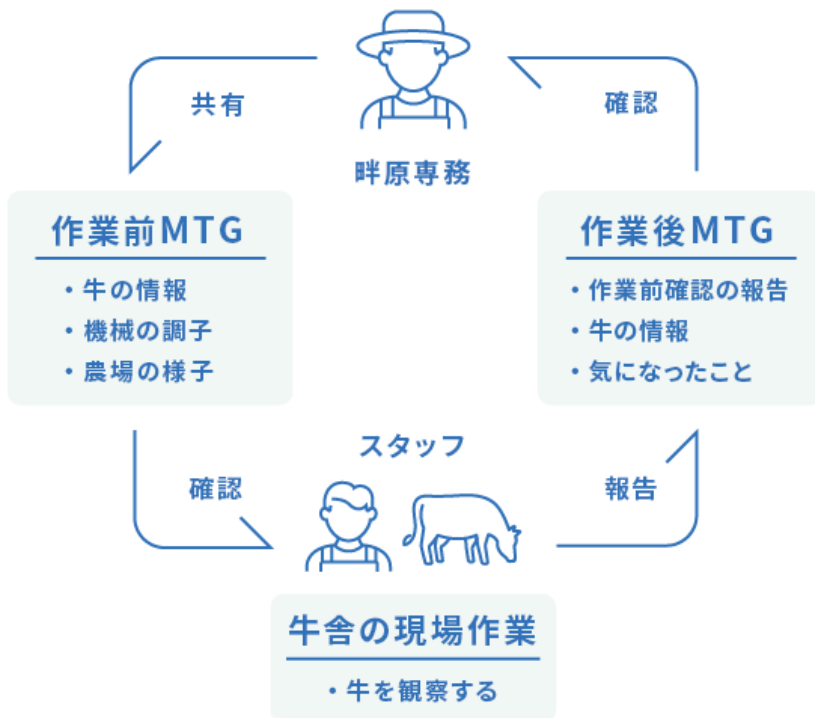 共有
確認
畔原専務
作業前MTG
・牛の情報
・機械の調子
・農場の様子
作業後MTG
・作業前確認の報告
・牛の情報
・気になったこと
スタッフ
確認
報告
牛舎の現場作業
・牛を観察する